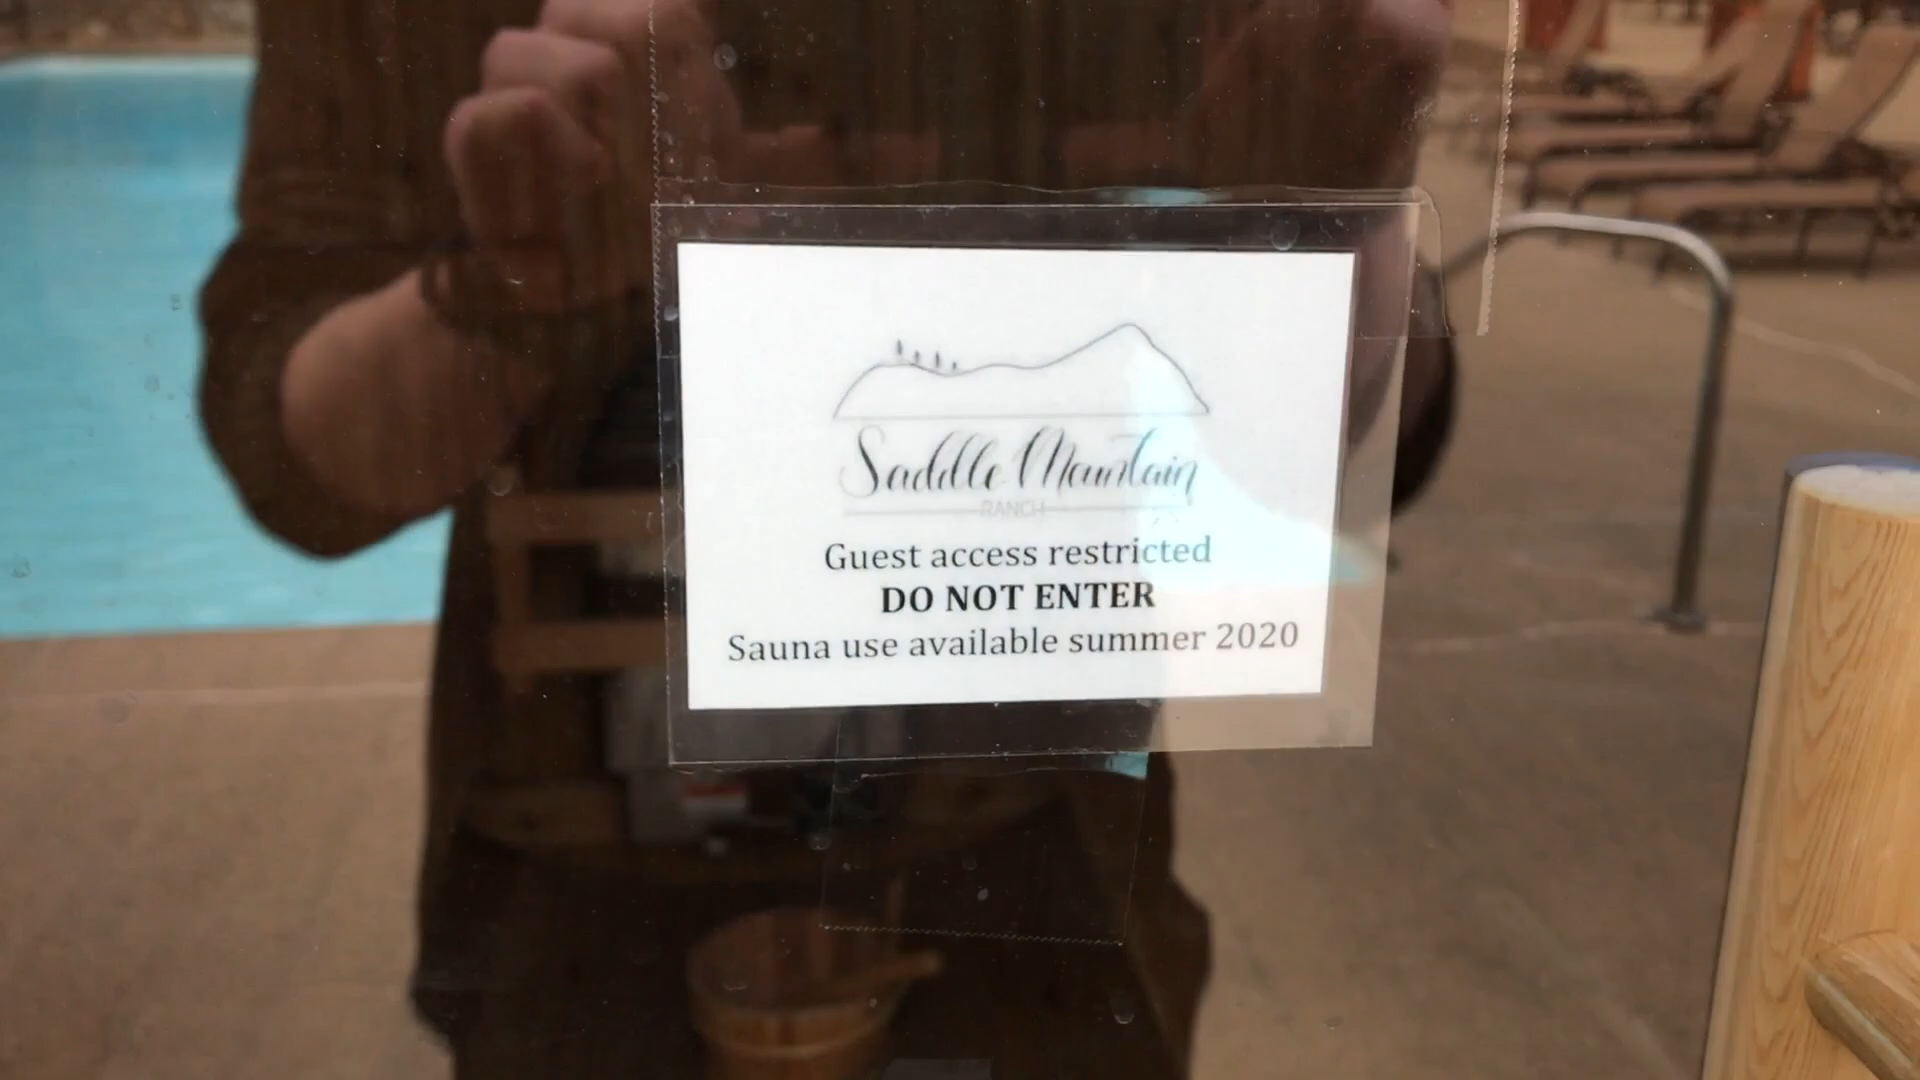 Saddle Mountain
RANCH
Guest access restricted
DO NOT ENTER
Sauna use available summer 2020